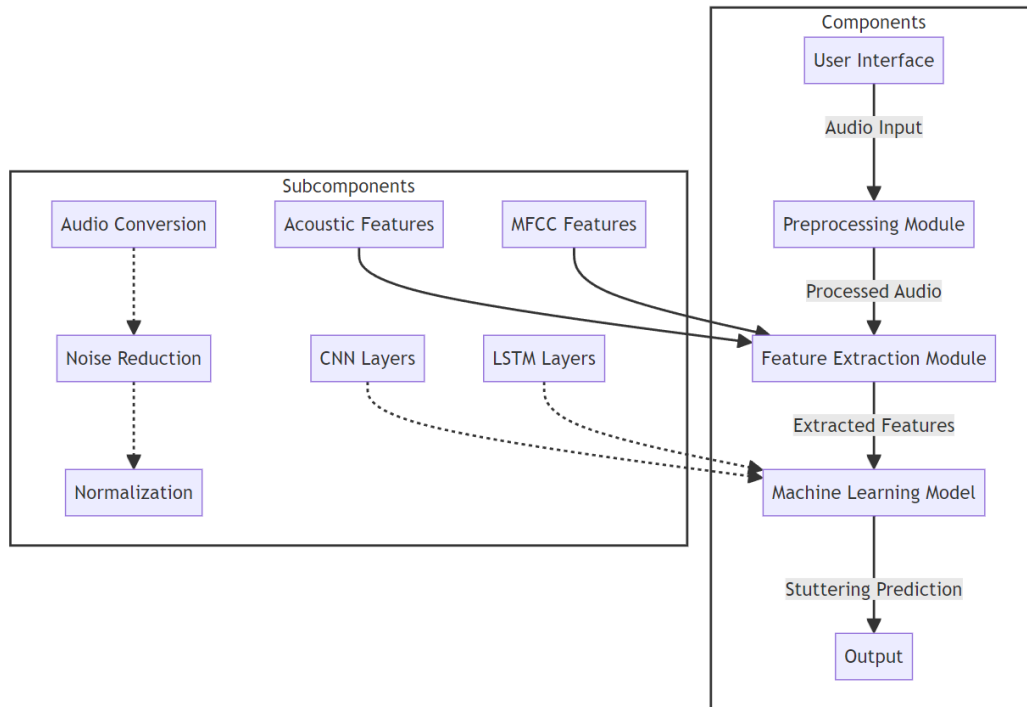 Components
User Interface
Audio Input
Subcomponents
Audio Conversion
Acoustic Features
MFCC Features
Preprocessing Module
Processed Audio
Noise Reduction
CNN Layers
LSTM Layers
Feature Extraction Module
Extracted Features
Normalization
Machine Learning Model
Stuttering Prediction
Output